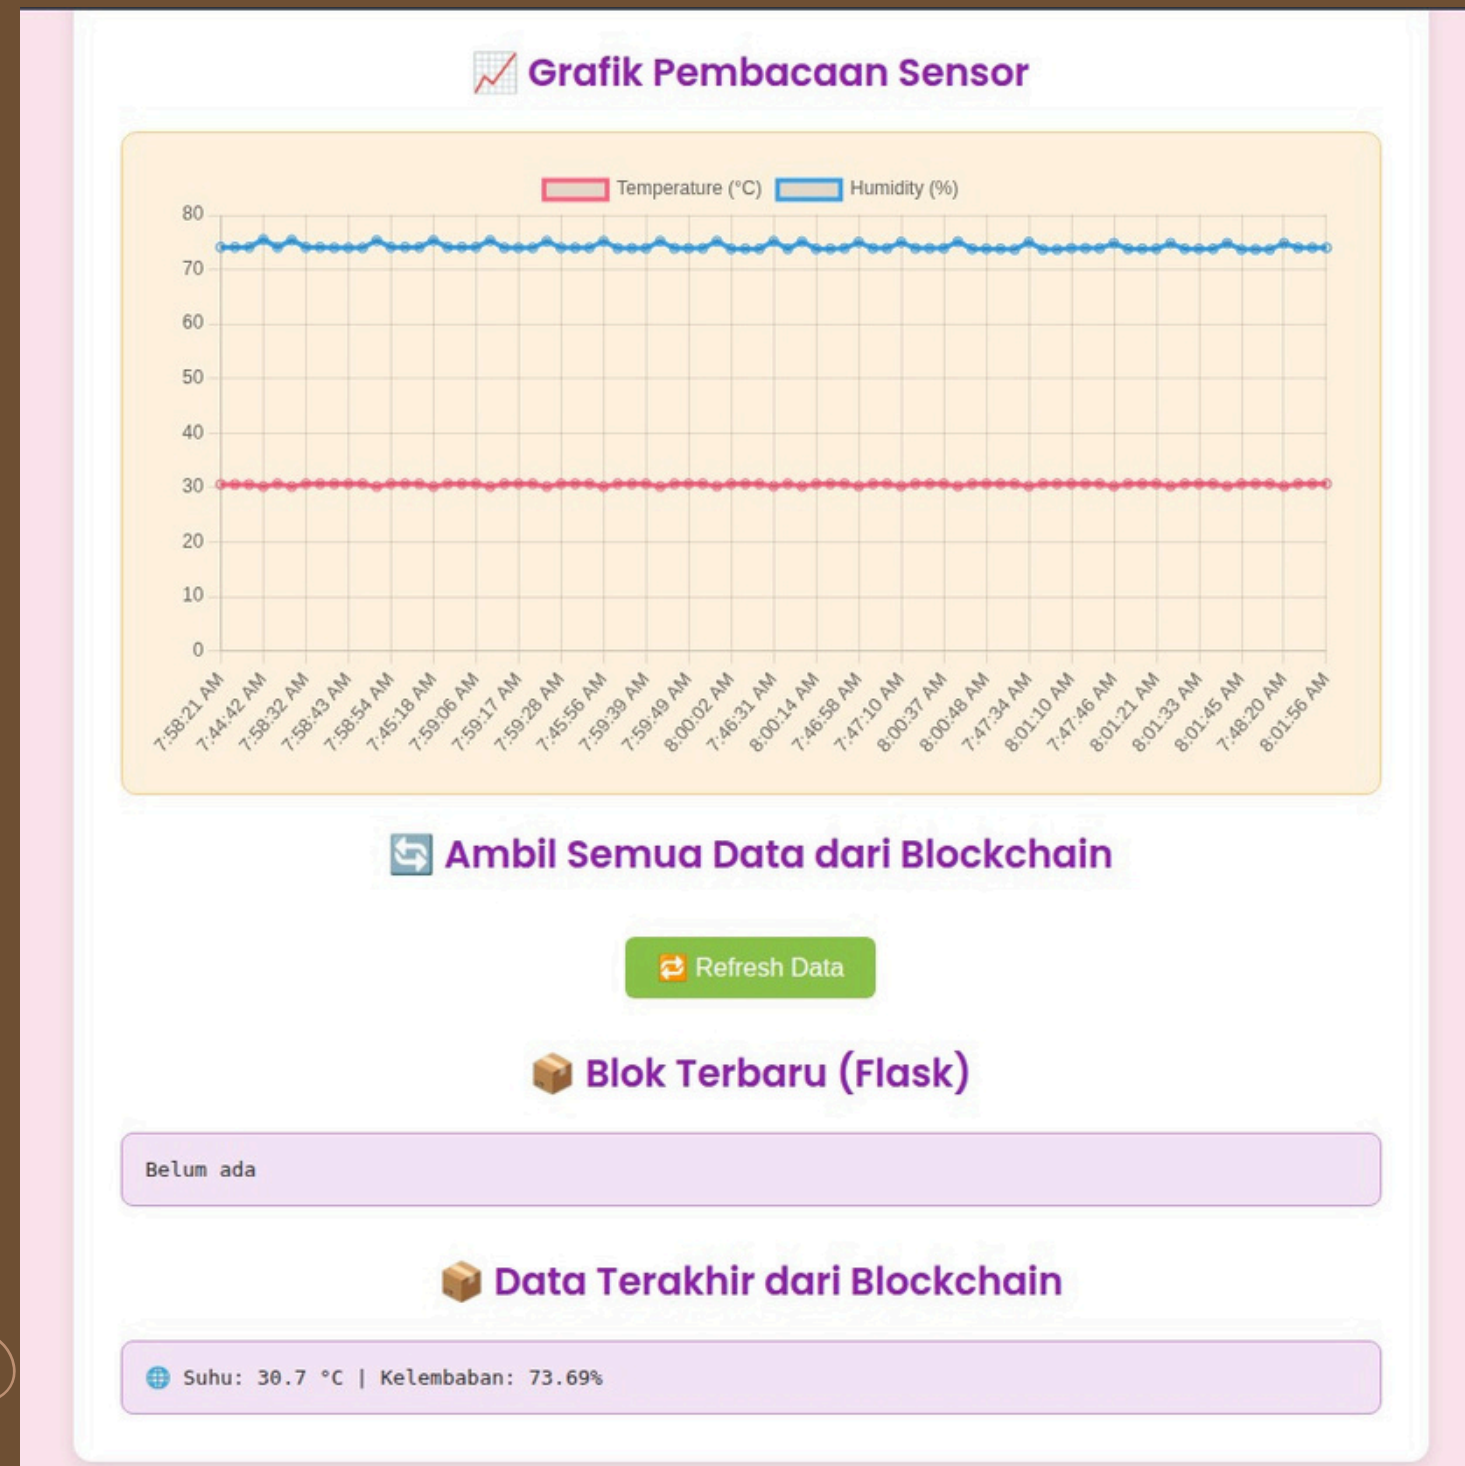 Grafik Pembacaan Sensor
Temperature (°C) Humidity (%)
80
70
60
50
40
30
20
10
0
7:58:21 AM
7:44:42 AM
7:58:32 AM
7:58:43 AM
7:58:54 AM
7:45:18 AM
7:59:06 AM
7:59:17 AM
7:59:28 AM
7:45:56 AM
7:59:39 AM
7:59:49 AM
8:00:02 AM
7:46:31 AM
8:00:14 AM
7:46:58 AM
7:47:10 AM
8:00:37 AM
8:00:48 AM
7:47:34 AM
8:01:10 AM
7:47:46 AM
8:01:21 AM
8:01:33 AM
8:01:45 AM
7:48:20 AM
8:01:56 AM
Ambil Semua Data dari Blockchain
Refresh Data
Blok Terbaru (Flask)
Belum ada
Data Terakhir dari Blockchain
Suhu: 30.7 °C | Kelembaban: 73.69%